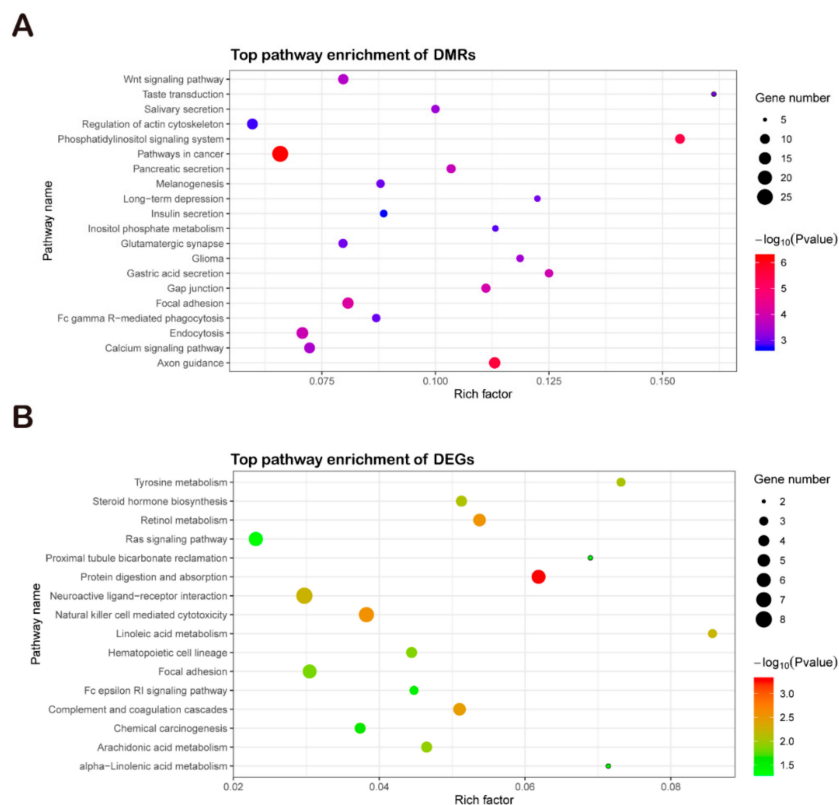 A
Top pathway enrichment of DMRs
Wnt signaling pathway
Taste transduction
Salivary secretion
Regulation of actin cytoskeleton
Phosphatidylinositol signaling system
Pathways in cancer
Pancreatic secretion
Melanogenesis
Long-term depression
Insulin secretion
Inositol phosphate metabolism
Glutamatergic synapse
Glioma
Gastric acid secretion
Gap junction
Focal adhesion
Fc gamma R-mediated phagocytosis
Endocytosis
Calcium signaling pathway
Axon guidance
Pathway name
0.075 0.100 0.125 0.150
Rich factor
Gene number
5
10
15
20
25
−log10(Pvalue)
6
5
4
3
B
Top pathway enrichment of DEGs
Tyrosine metabolism
Steroid hormone biosynthesis
Retinol metabolism
Ras signaling pathway
Proximal tubule bicarbonate reclamation
Protein digestion and absorption
Neuroactive ligand-receptor interaction
Natural killer cell mediated cytotoxicity
Linoleic acid metabolism
Hematopoietic cell lineage
Focal adhesion
Fc epsilon RI signaling pathway
Complement and coagulation cascades
Chemical carcinogenesis
Arachidonic acid metabolism
alpha-Linolenic acid metabolism
Pathway name
0.02 0.04 0.06 0.08
Rich factor
Gene number
2
3
4
5
6
7
8
−log10(Pvalue)
3.0
2.5
2.0
1.5